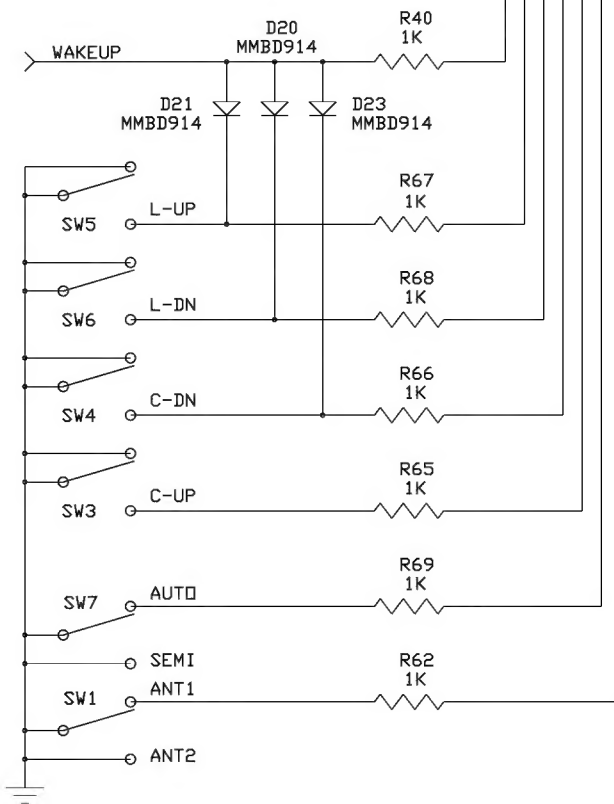 D20
MMBD914
R40
1K
WAKEUP
D21
MMBD914
D23
MMBD914
R67
1K
L-UP
SW5
R68
1K
L-DN
SW6
R66
1K
C-DN
SW4
R65
1K
C-UP
SW3
R69
1K
AUTO
SW7
SEMI
R62
1K
ANT1
SW1
ANT2